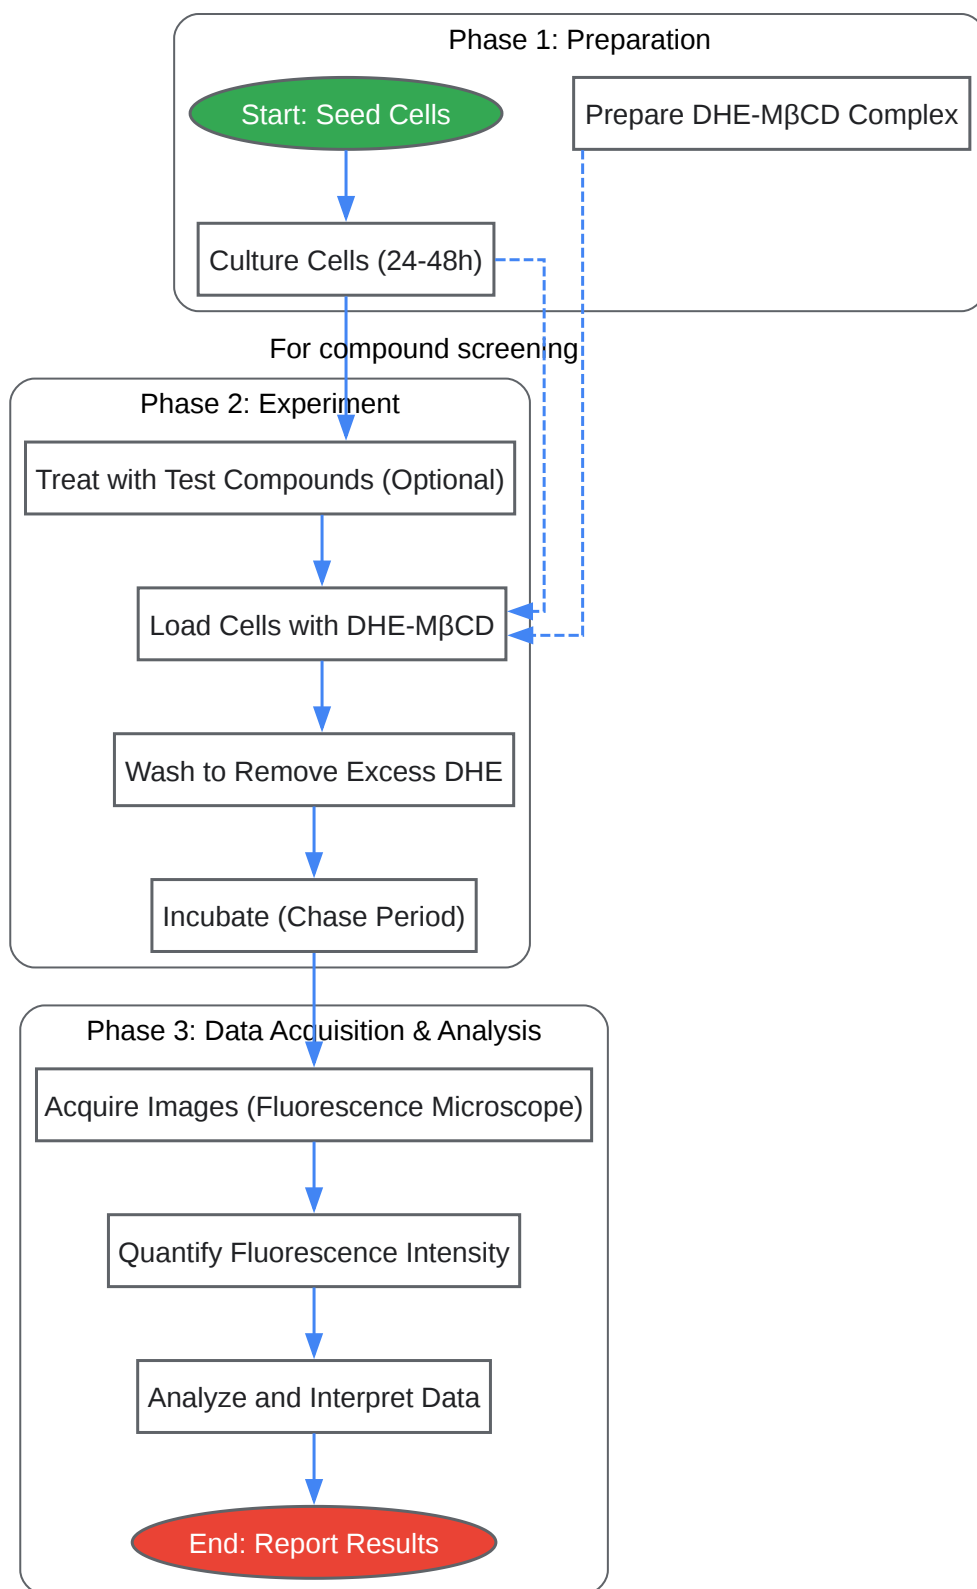 Phase 1: Preparation
Start: Seed Cells
Prepare DHE-MβCD Complex
Culture Cells (24-48h)
For compound screening
Phase 2: Experiment
Treat with Test Compounds (Optional)
Load Cells with DHE-MβCD
Wash to Remove Excess DHE
Incubate (Chase Period)
Phase 3: Data Acquisition & Analysis
Acquire Images (Fluorescence Microscope)
Quantify Fluorescence Intensity
Analyze and Interpret Data
End: Report Results